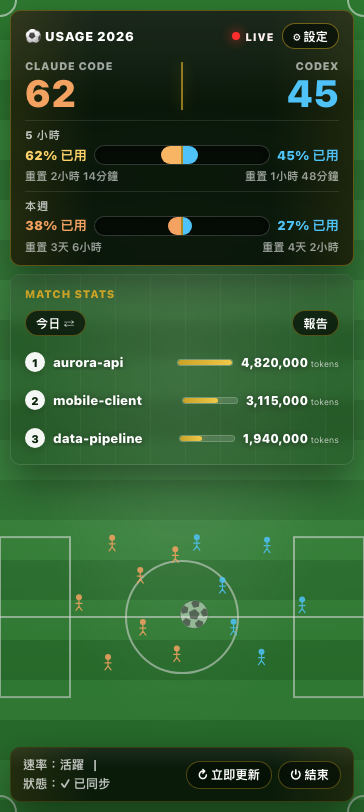 USAGE 2026
LIVE
設定
CLAUDE CODE
CODEX
62
45
5 小時
62% 已用
45% 已用
重置 2小時 14分鐘
重置 1小時 48分鐘
本週
38% 已用
27% 已用
重置 3天 6小時
重置 4天 2小時
MATCH STATS
今日
報告
1 aurora-api 4,820,000 tokens
2 mobile-client 3,115,000 tokens
3 data-pipeline 1,940,000 tokens
速率：活躍 |
狀態：✓ 已同步
立即更新
結束